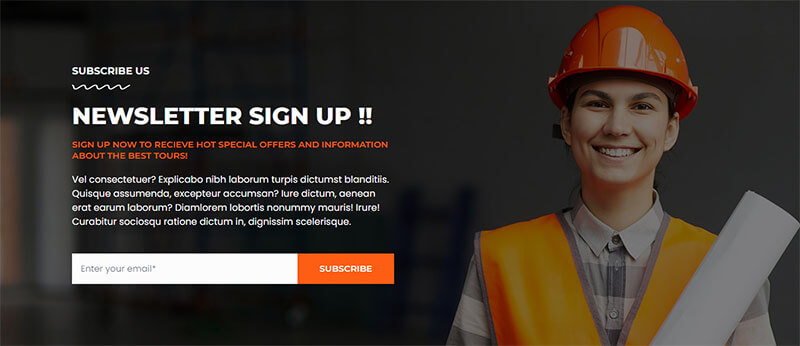 SUBSCRIBE US
NEWSLETTER SIGN UP !!
SIGN UP NOW TO RECIEVE HOT SPECIAL OFFERS AND INFORMATION
ABOUT THE BEST TOURS!
Vel consectetuer? Explicabo nibh laborum turpis dictumst blanditiis.
Quisque assumenda, excepteur accumsan? Iure dictum, aenean
erat earum laborum? Diamlorem lobortis nonummy mauris! Irure!
Curabitur sociosqu ratione dictum in, dignissim scelerisque.
Enter your email*
SUBSCRIBE